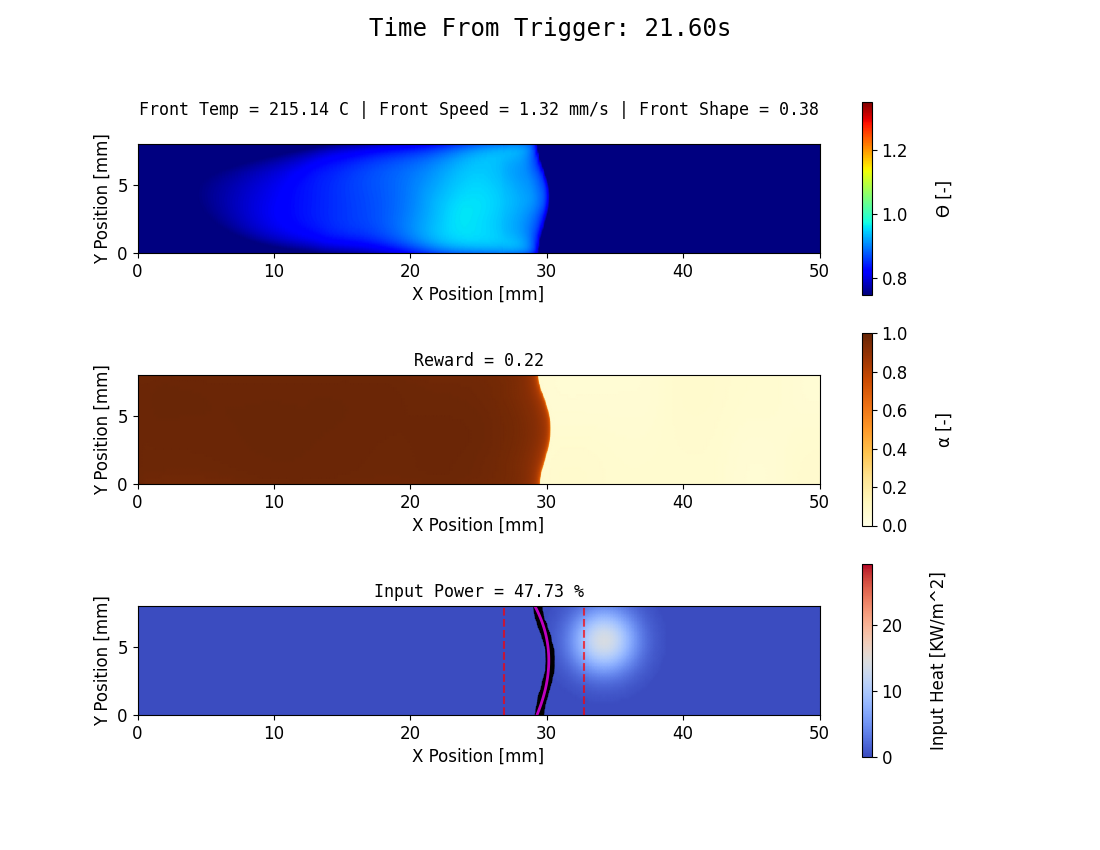 Time From Trigger: 21.60s
Front Temp = 215.14 C | Front Speed = 1.32 mm/s | Front Shape = 0.38
Y Position [mm]
5
0
0 10 20 30 40 50
X Position [mm]
1.2
1.0
0.8
Θ [-]
Reward = 0.22
Y Position [mm]
5
0
0 10 20 30 40 50
X Position [mm]
1.0
0.8
0.6
0.4
0.2
0.0
α [-]
Input Power = 47.73 %
Y Position [mm]
5
0
0 10 20 30 40 50
X Position [mm]
20
10
0
Input Heat [KW/m^2]